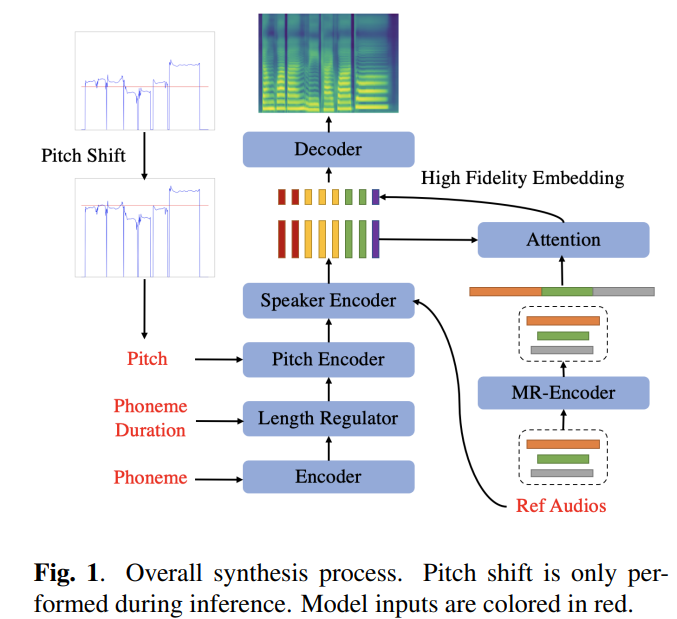 Pitch Shift
Decoder
High Fidelity Embedding
Attention
Speaker Encoder
Pitch
Pitch Encoder
MR-Encoder
Phoneme
Duration
Length Regulator
Phoneme
Encoder
Ref Audios
Fig. 1. Overall synthesis process. Pitch shift is only per-
formed during inference. Model inputs are colored in red.